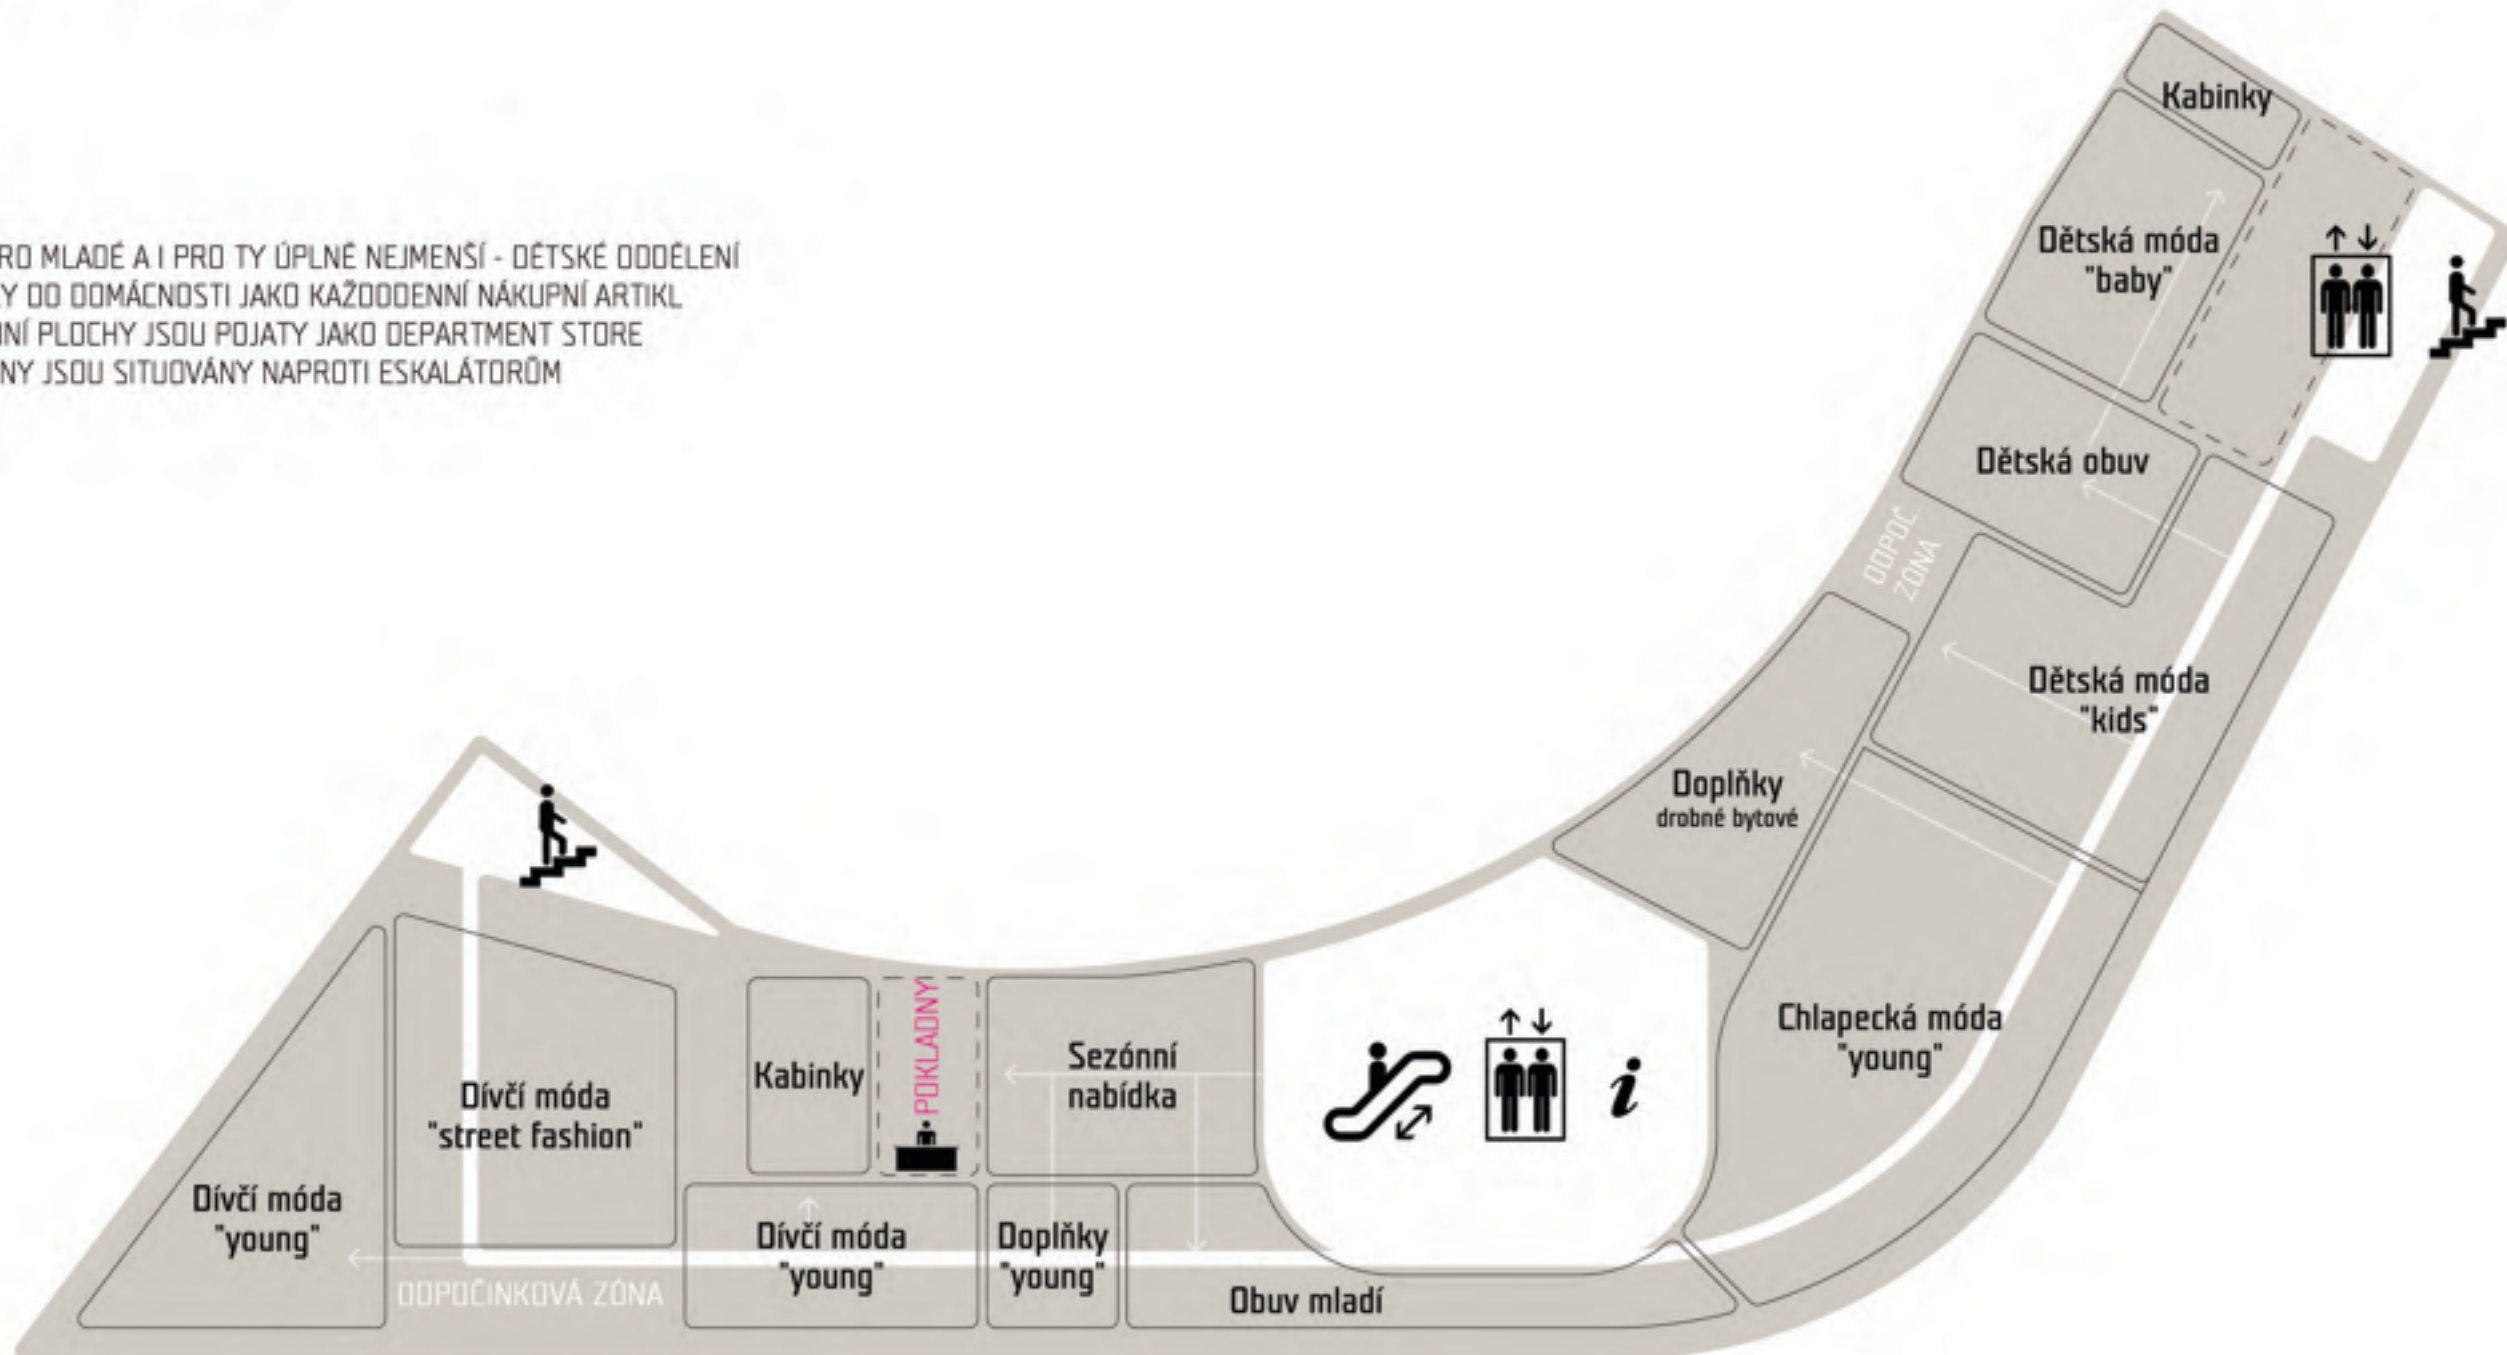 RO MLADÉ A I PRO TY ÚPLNĚ NEJMENŠÍ - DĚTSKÉ ODDĚLENÍ
Y DO DOMÁCNOSTI JAKO KAŽDODENNÍ NÁKUPNÍ ARTIKL
NÍ PLOCHY JSOU POJATY JAKO DEPARTMENT STORE
NY JSOU SITUOVÁNY NAPROTI ESKALÁTORŮM
Kabinky
Dětská móda
"baby"
Dětská obuv
ODPOČ.
ZÓNA
Dětská móda
"kids"
Doplňky
drobné bytové
Chlapecká móda
"young"
POKLADNY
Kabinky
Sezónní
nabídka
i
Dívčí móda
"street fashion"
Dívčí móda
"young"
Dívčí móda
"young"
Doplňky
"young"
ODPOČINKOVÁ ZÓNA
Obuv mladí